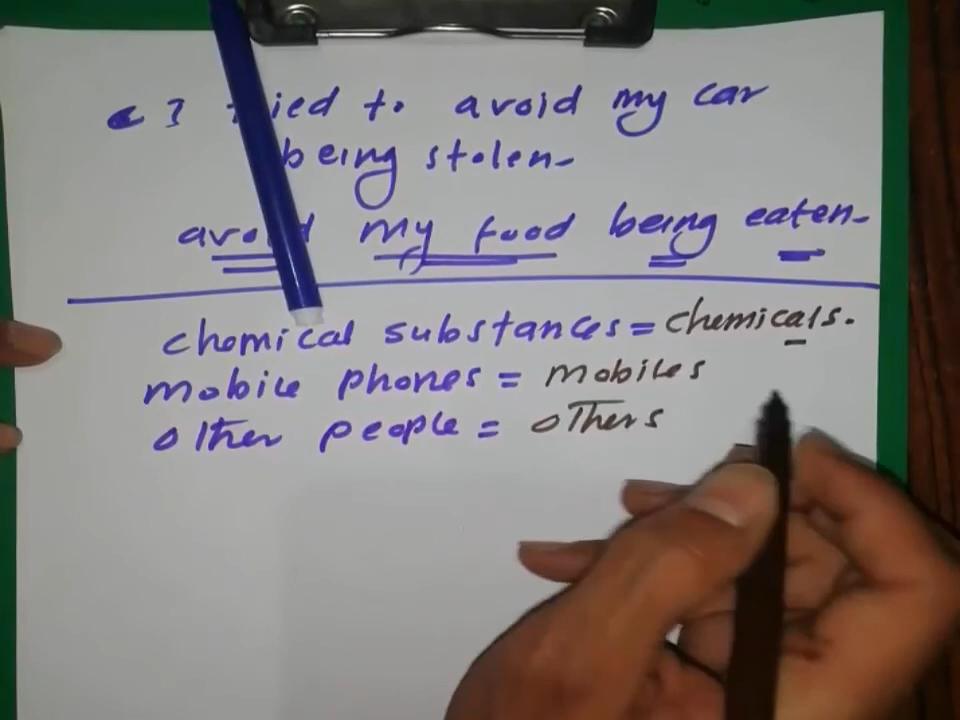 I tried to avoid my car
being stolen-
avoid my food being eaten-
chemical substances = chemicals.
mobile phones = mobiles
other people = others